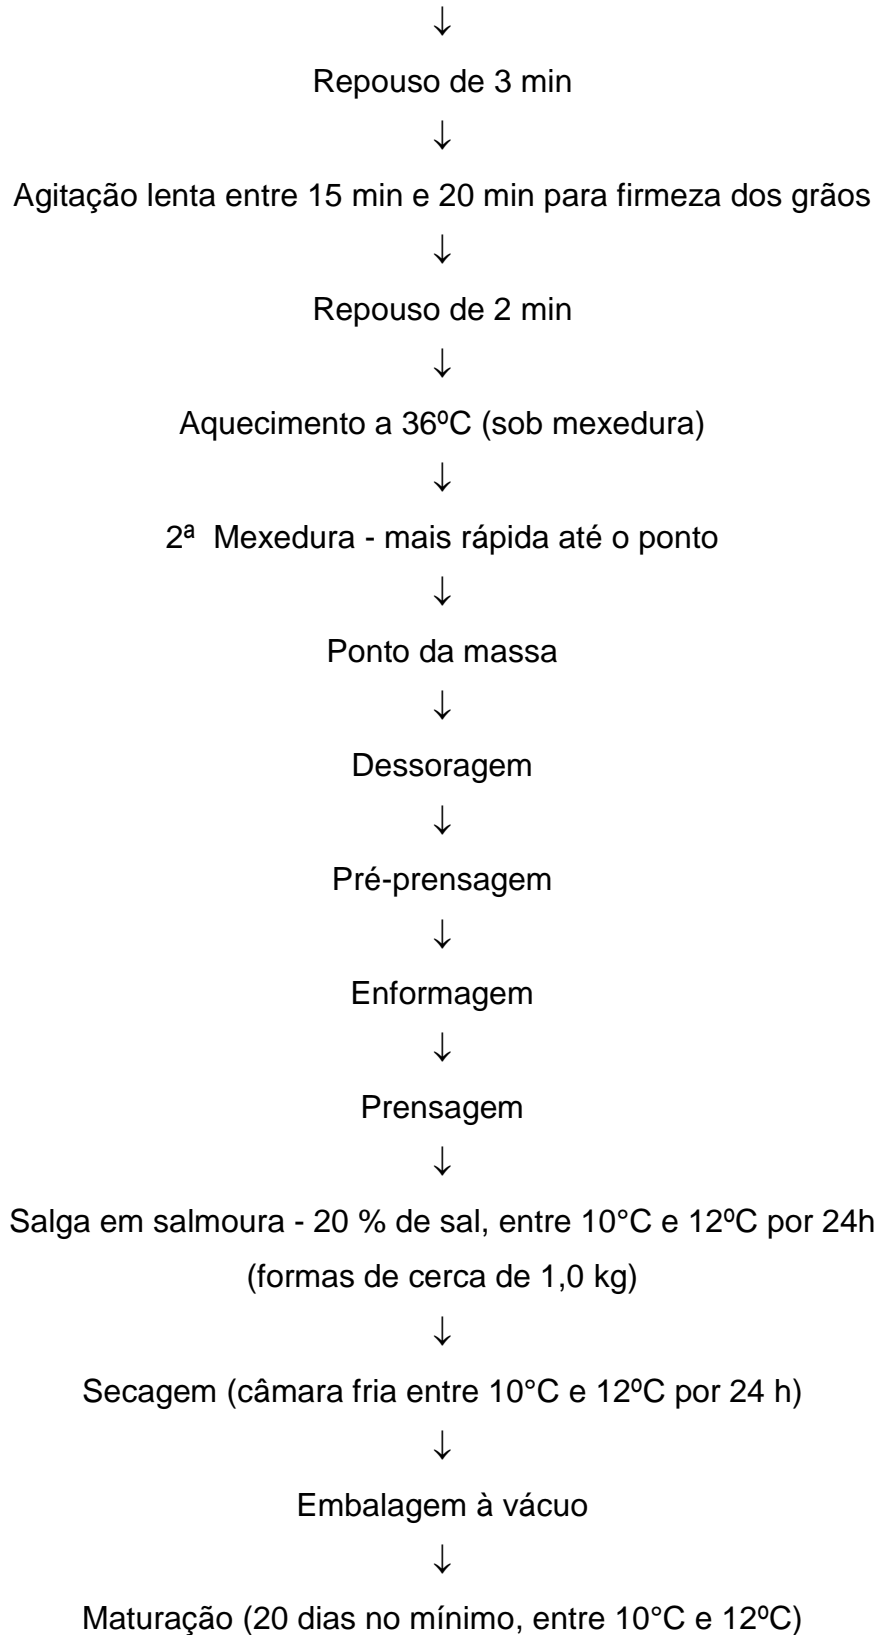 ↓
Repouso de 3 min
↓
Agitação lenta entre 15 min e 20 min para firmeza dos grãos
↓
Repouso de 2 min
↓
Aquecimento a 36ºC (sob mexedura)
↓
2ª Mexedura - mais rápida até o ponto
↓
Ponto da massa
↓
Dessoragem
↓
Pré-prensagem
↓
Enformagem
↓
Prensagem
↓
Salga em salmoura - 20 % de sal, entre 10°C e 12ºC por 24h
(formas de cerca de 1,0 kg)
↓
Secagem (câmara fria entre 10°C e 12ºC por 24 h)
↓
Embalagem à vácuo
↓
Maturação (20 dias no mínimo, entre 10°C e 12ºC)